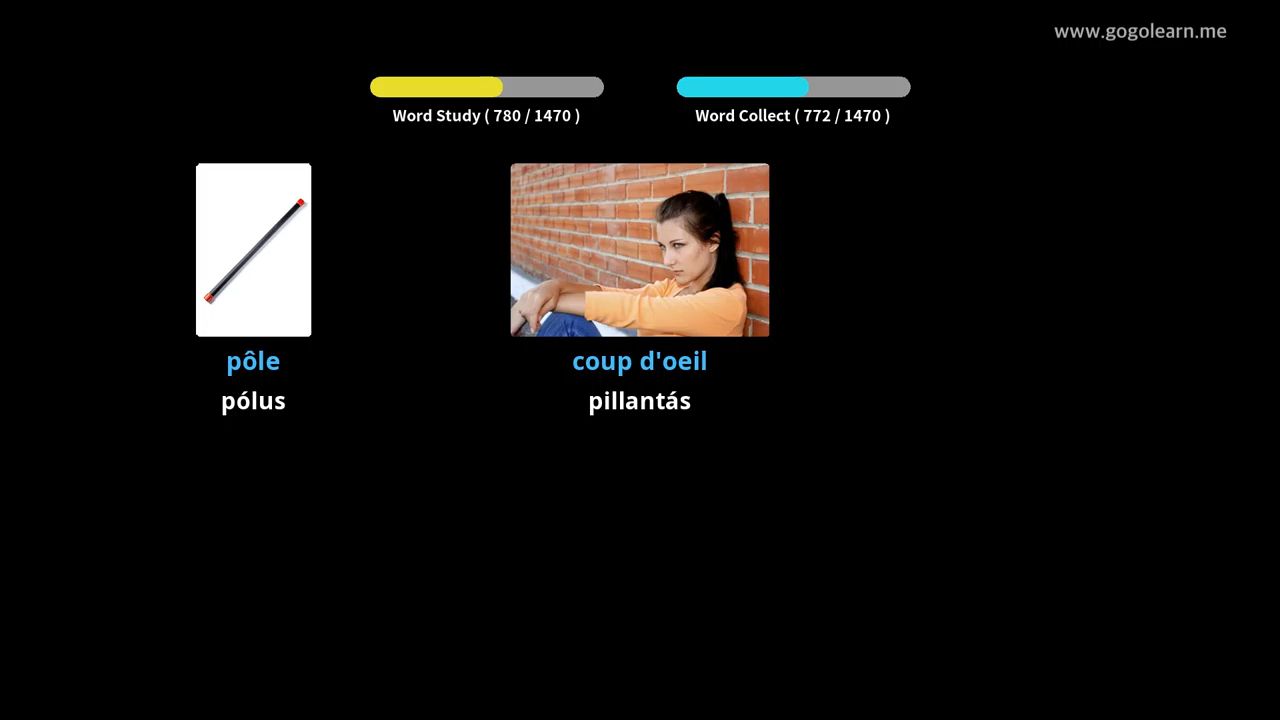 www.gogolearn.me
Word Study ( 780 / 1470 )
Word Collect ( 772 / 1470 )
pôle
pólus
coup d'oeil
pillantás